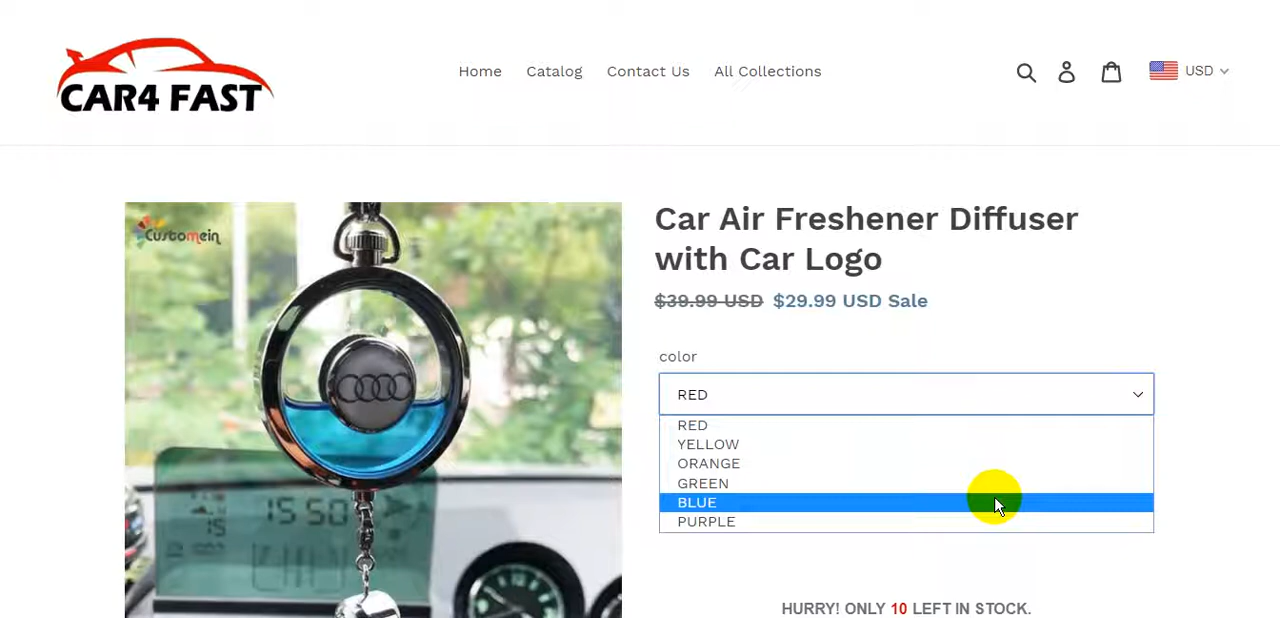 CAR4 FAST
Home Catalog Contact Us All Collections
USD
Customein
15 50
15
Car Air Freshener Diffuser
with Car Logo
$39.99 USD $29.99 USD Sale
color
RED
RED
YELLOW
ORANGE
GREEN
BLUE
PURPLE
HURRY! ONLY 10 LEFT IN STOCK.